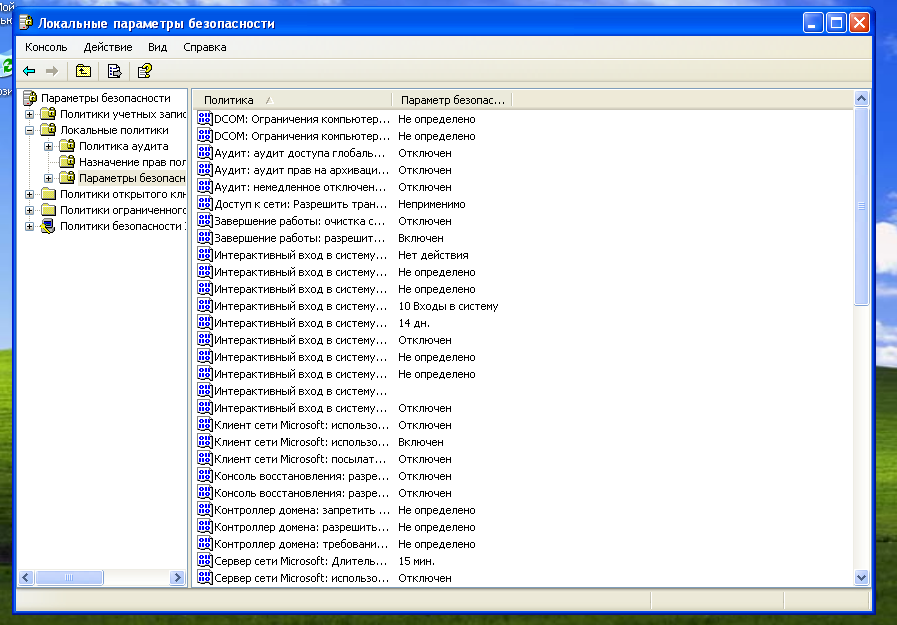 Локальные параметры безопасности
Консоль Действие Вид Справка
Параметры безопасности
Политики учетных запис
Локальные политики
Политика аудита
Назначение прав пол
Параметры безопасн
Политики открытого клн
Политики ограниченного
Политики безопасности
Политика Параметр безопас...
DCOM: Ограничения компьютер... Не определено
DCOM: Ограничения компьютер... Не определено
Аудит: аудит доступа глобаль... Отключен
Аудит: аудит прав на архиваци... Отключен
Аудит: немедленное отключен... Отключен
Доступ к сети: Разрешить тран... Неприменимо
Завершение работы: очистка с... Отключен
Завершение работы: разрешит... Включен
Интерактивный вход в систему... Нет действия
Интерактивный вход в систему... Не определено
Интерактивный вход в систему... Не определено
Интерактивный вход в систему... 10 Входы в систему
Интерактивный вход в систему... 14 дн.
Интерактивный вход в систему... Отключен
Интерактивный вход в систему... Не определено
Интерактивный вход в систему... Не определено
Интерактивный вход в систему...
Интерактивный вход в систему... Отключен
Клиент сети Microsoft: использо... Отключен
Клиент сети Microsoft: использо... Включен
Клиент сети Microsoft: посылат... Отключен
Консоль восстановления: разре... Отключен
Консоль восстановления: разре... Отключен
Контроллер домена: запретить ... Не определено
Контроллер домена: разрешить... Не определено
Контроллер домена: требовани... Не определено
Сервер сети Microsoft: Длитель... 15 мин.
Сервер сети Microsoft: использо... Отключен